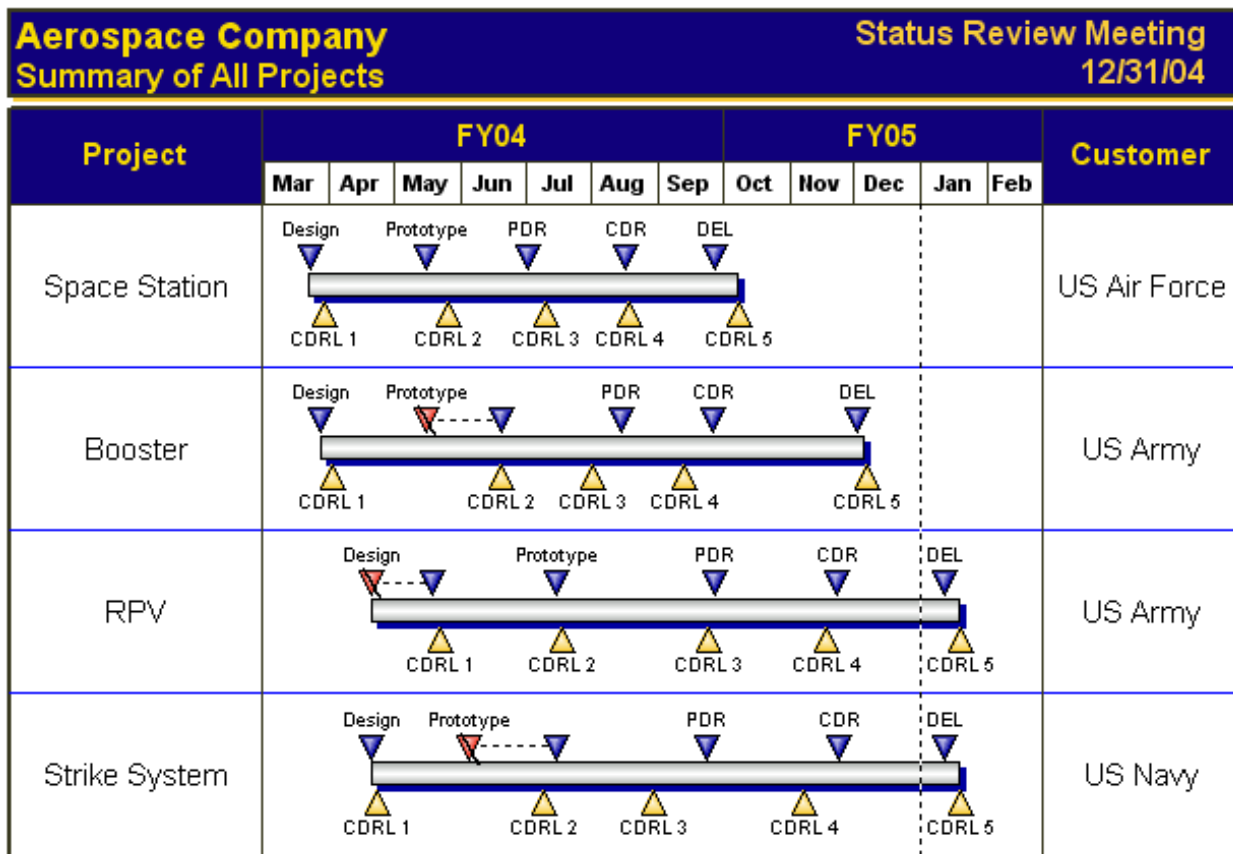 Aerospace Company
Status Review Meeting
Summary of All Projects
12/31/04
Project
FY04
FY05
Customer
Mar Apr May Jun Jul Aug Sep Oct Nov Dec Jan Feb
Design Prototype PDR CDR DEL
Space Station
US Air Force
CDRL 1 CDRL 2 CDRL 3 CDRL 4 CDRL 5
Design Prototype PDR CDR DEL
Booster
US Army
CDRL 1 CDRL 2 CDRL 3 CDRL 4 CDRL 5
Design Prototype PDR CDR DEL
RPV
US Army
CDRL 1 CDRL 2 CDRL 3 CDRL 4 CDRL 5
Design Prototype PDR CDR DEL
Strike System
US Navy
CDRL 1 CDRL 2 CDRL 3 CDRL 4 CDRL 5